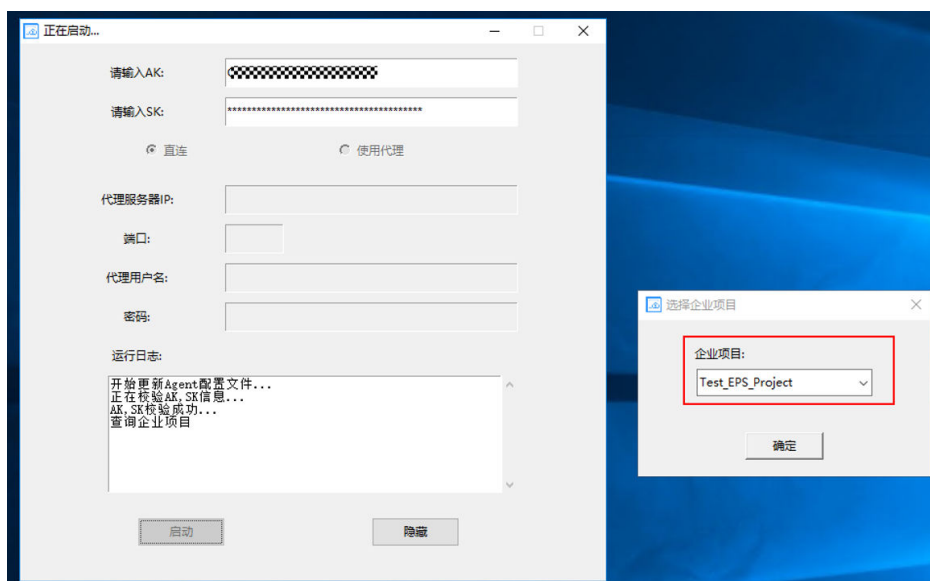 正在启动...
请输入AK:
请输入SK:
****************************************
直连
使用代理
代理服务器IP:
端口:
代理用户名:
密码:
运行日志:
开始更新Agent配置文件...
正在校验AK,SK信息...
AK,SK校验成功...
查询企业项目
启动
隐藏
选择企业项目
企业项目:
Test_EPS_Project
确定